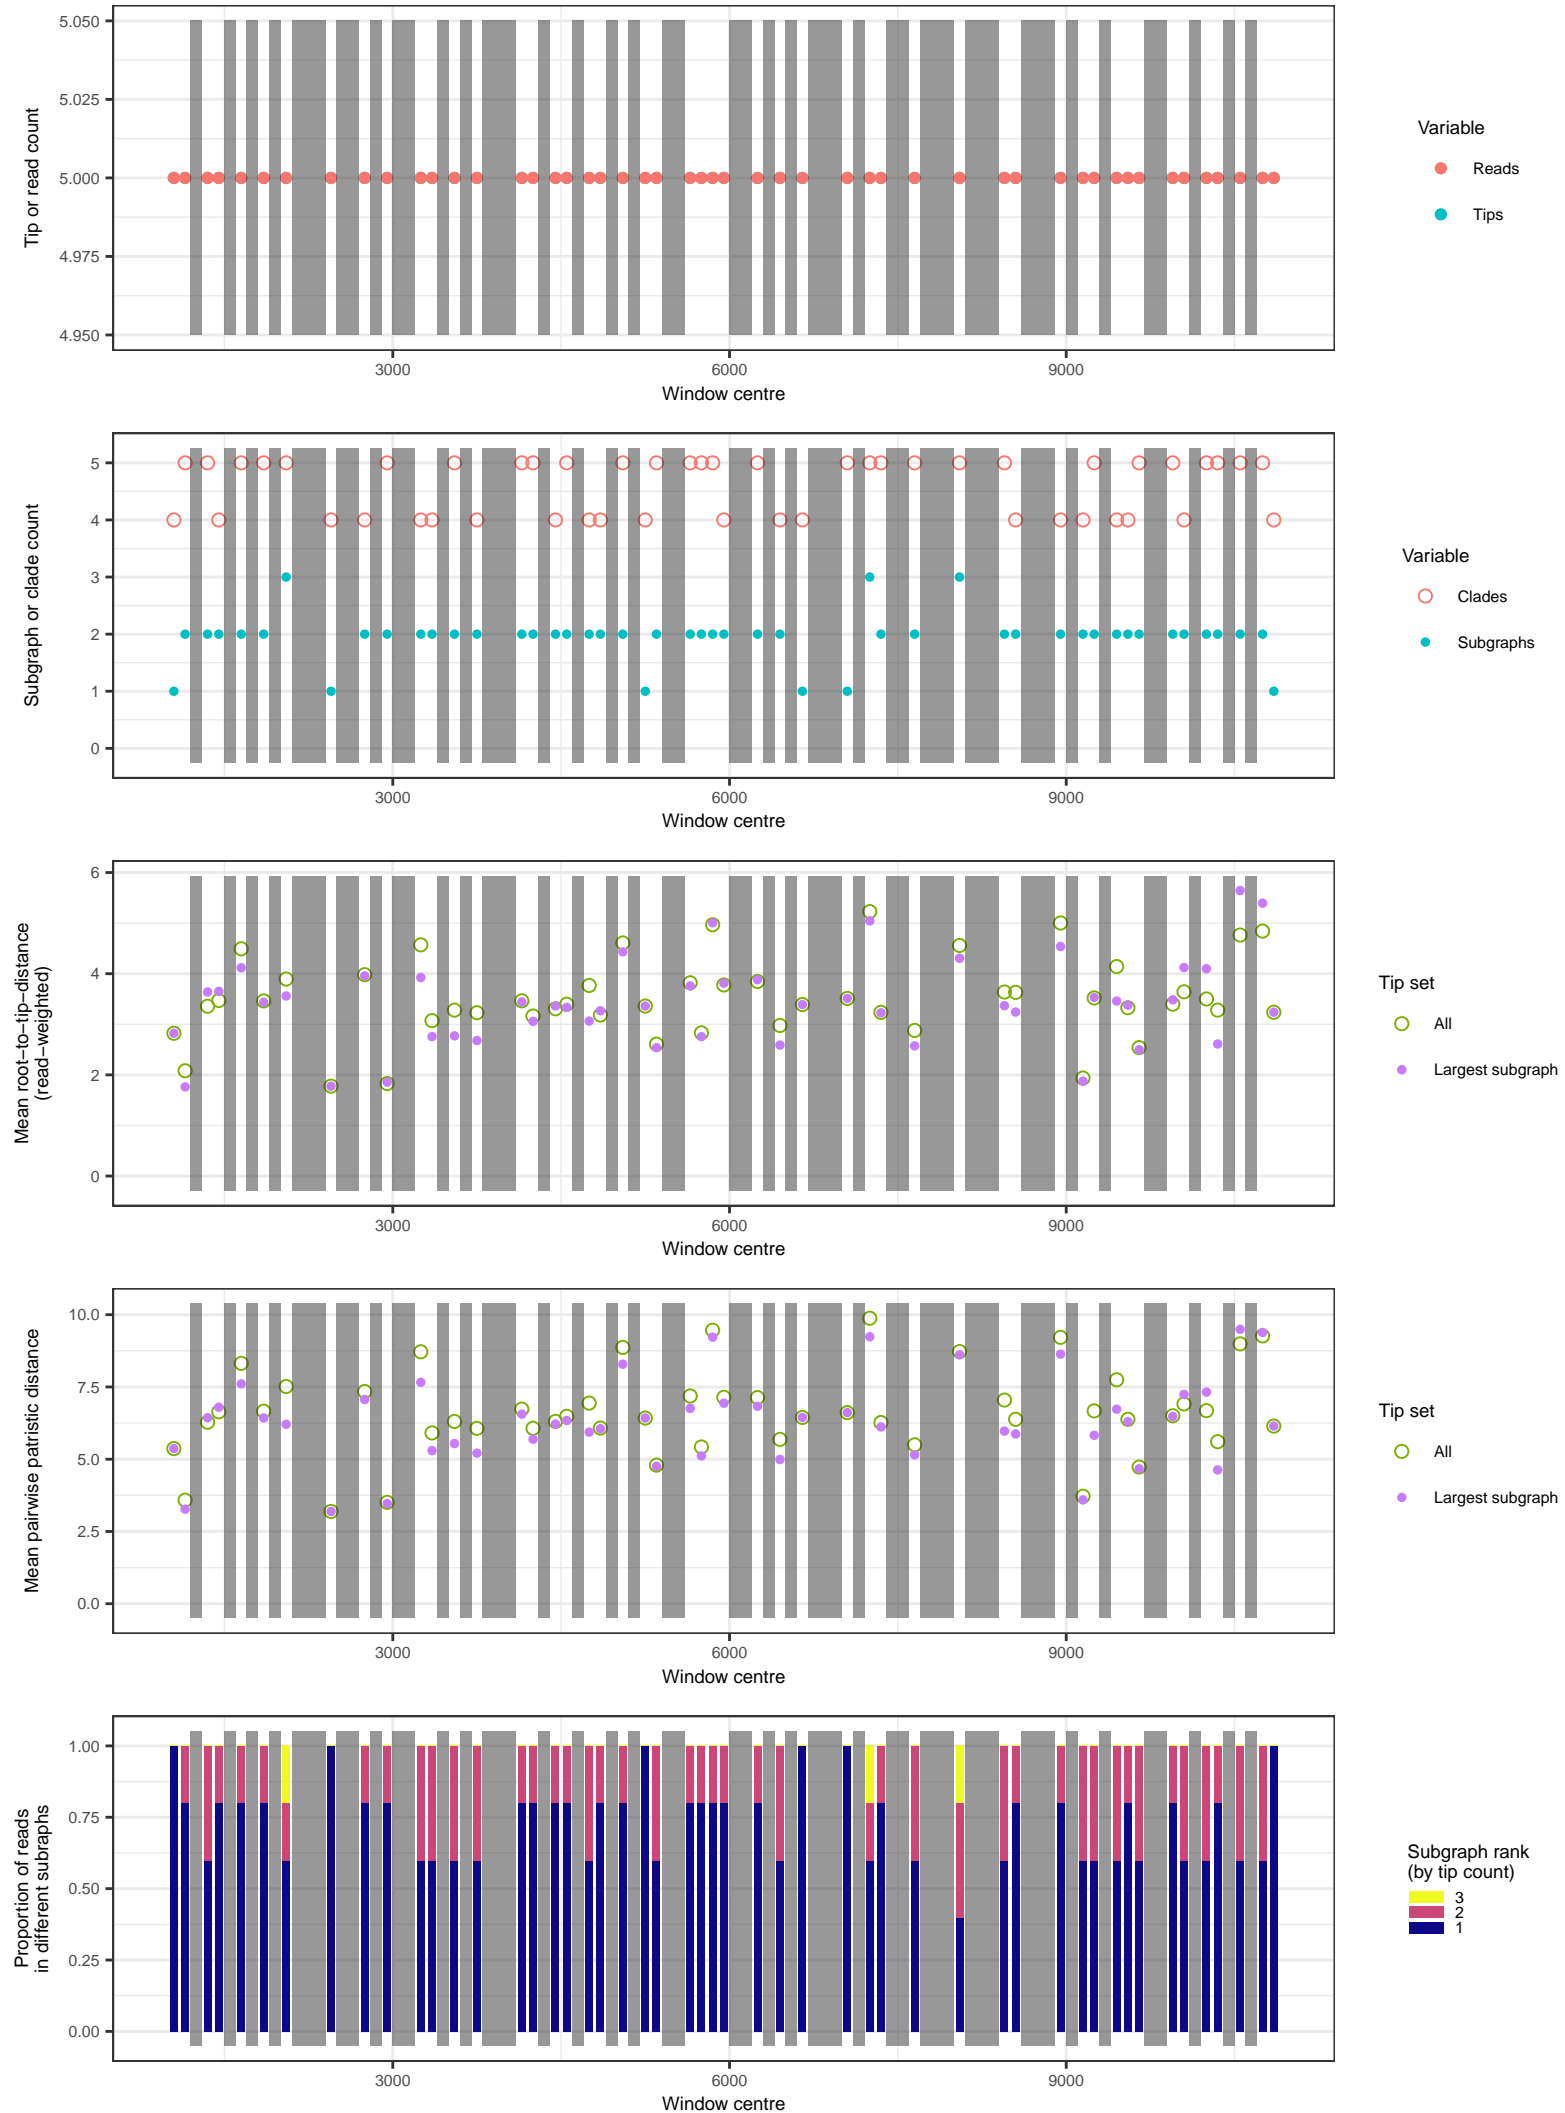 5.050
5.025
5.000
4.975
4.950
Tip or read count
3000
6000
9000
Window centre
Variable
Reads
Tips
5
4
3
2
1
0
Subgraph or clade count
3000
6000
9000
Window centre
Variable
Clades
Subgraphs
6
4
2
0
Mean root−to−tip−distance
(read−weighted)
3000
6000
9000
Window centre
Tip set
All
Largest subgraph
10.0
7.5
5.0
2.5
0.0
Mean pairwise patristic distance
3000
6000
9000
Window centre
Tip set
All
Largest subgraph
1.00
0.75
0.50
0.25
0.00
Proportion of reads
in different subraphs
3000
6000
9000
Window centre
Subgraph rank
(by tip count)
3
2
1